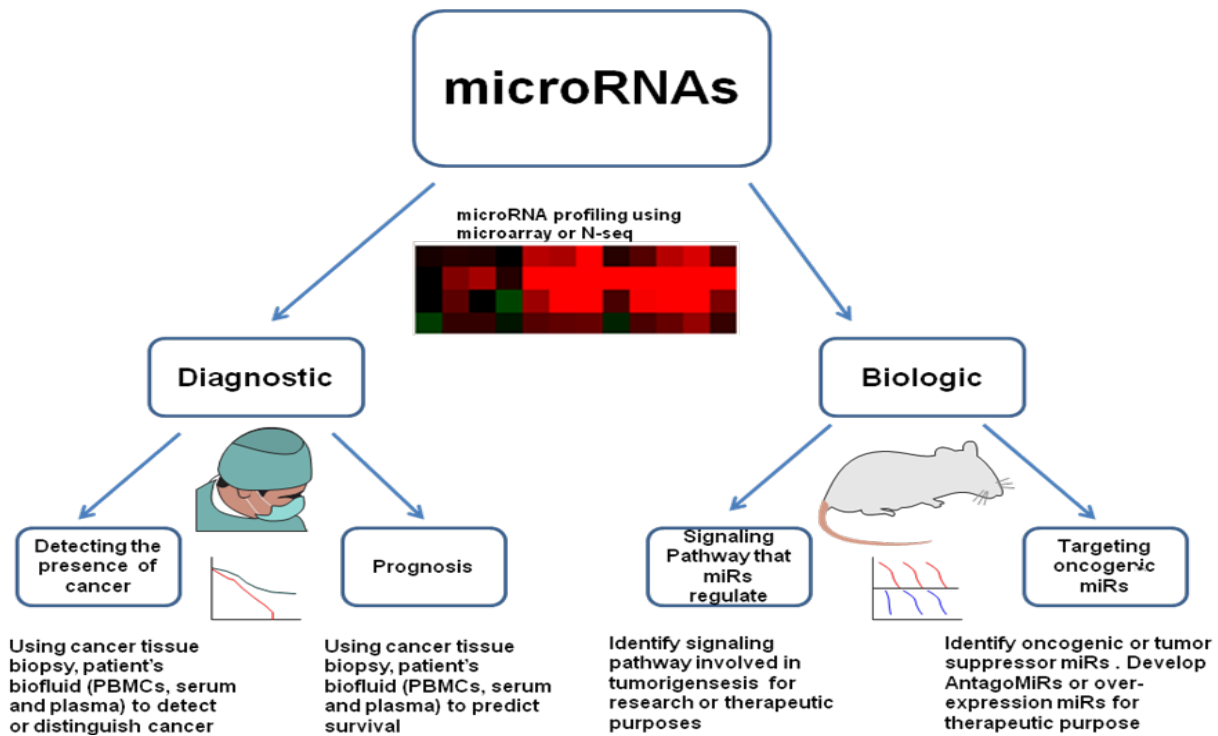 microRNAs
microRNA profiling using
microarray or N-seq
Diagnostic
Biologic
Detecting the
presence of
cancer
Prognosis
Signaling
Pathway that
miRs
regulate
Targeting
oncogenic
miRs
Using cancer tissue
biopsy, patient's
biofluid (PBMCs, serum
and plasma) to detect
or distinguish cancer
Using cancer tissue
biopsy, patient's
biofluid (PBMCs, serum
and plasma) to predict
survival
Identify signaling
pathway involved in
tumorigensesis for
research or therapeutic
purposes
Identify oncogenic or tumor
suppressor miRs . Develop
AntagoMiRs or over-
expression miRs for
therapeutic purpose